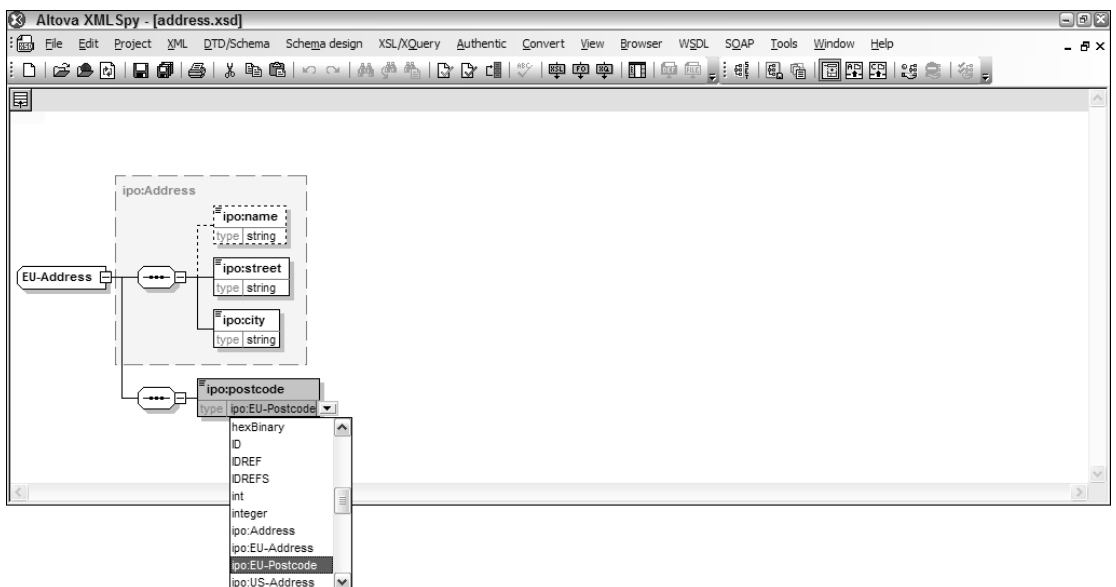 Altova XMLSpy - [address.xsd]
File Edit Project XML DTD/Schema Schema design XSL/XQuery Authentic Convert View Browser WSDL SOAP Tools Window Help
ipo:Address
ipo:name
type string
EU-Address
ipo:street
type string
ipo:city
type string
ipo:postcode
type ipo:EU-Postcode
hexBinary
ID
IDREF
IDREFS
int
integer
ipo:Address
ipo:EU-Address
ipo:EU-Postcode
ipo:US-Address